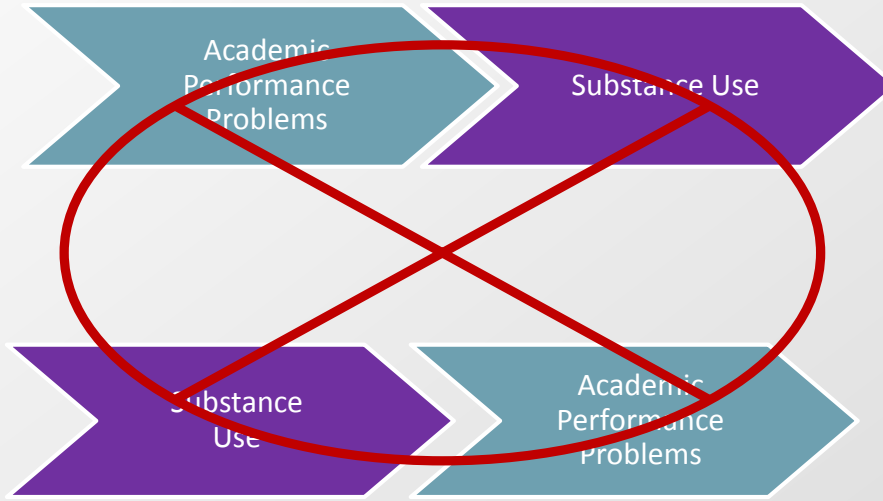 Academic
Performance
Problems
Substance Use
Substance
Use
Academic
Performance
Problems